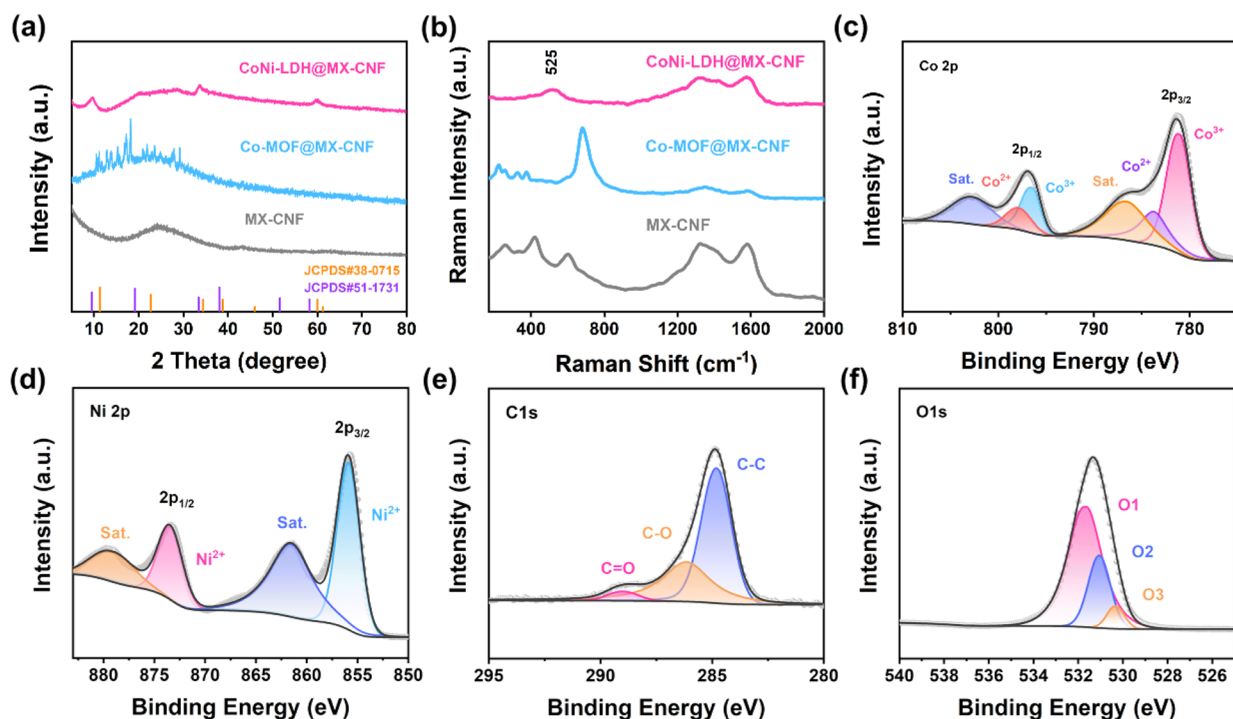 (a)
CoNi-LDH@MX-CNF
Co-MOF@MX-CNF
MX-CNF
JCPDS#38-0715
JCPDS#51-1731
Intensity (a.u.)
10 20 30 40 50 60 70 80
2 Theta (degree)
(b)
525
CoNi-LDH@MX-CNF
Co-MOF@MX-CNF
MX-CNF
Raman Intensity (a.u.)
400 800 1200 1600 2000
Raman Shift (cm⁻¹)
(c)
Co 2p
2p₃/₂
Co³⁺
2p₁/₂
Sat.
Co²⁺
Co³⁺
Sat.
Co²⁺
Intensity (a.u.)
810 800 790 780
Binding Energy (eV)
(d)
Ni 2p
2p₃/₂
2p₁/₂
Sat.
Sat.
Ni²⁺
Ni²⁺
Intensity (a.u.)
880 875 870 865 860 855 850
Binding Energy (eV)
(e)
C1s
C-C
C-O
C=O
Intensity (a.u.)
295 290 285 280
Binding Energy (eV)
(f)
O1s
O1
O2
O3
Intensity (a.u.)
540 538 536 534 532 530 528 526
Binding Energy (eV)